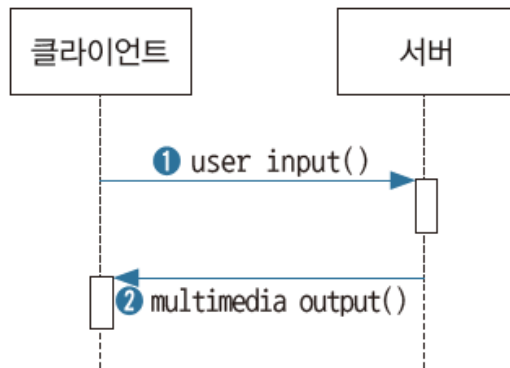 클라이언트
서버
❶ user input()
❷ multimedia output()